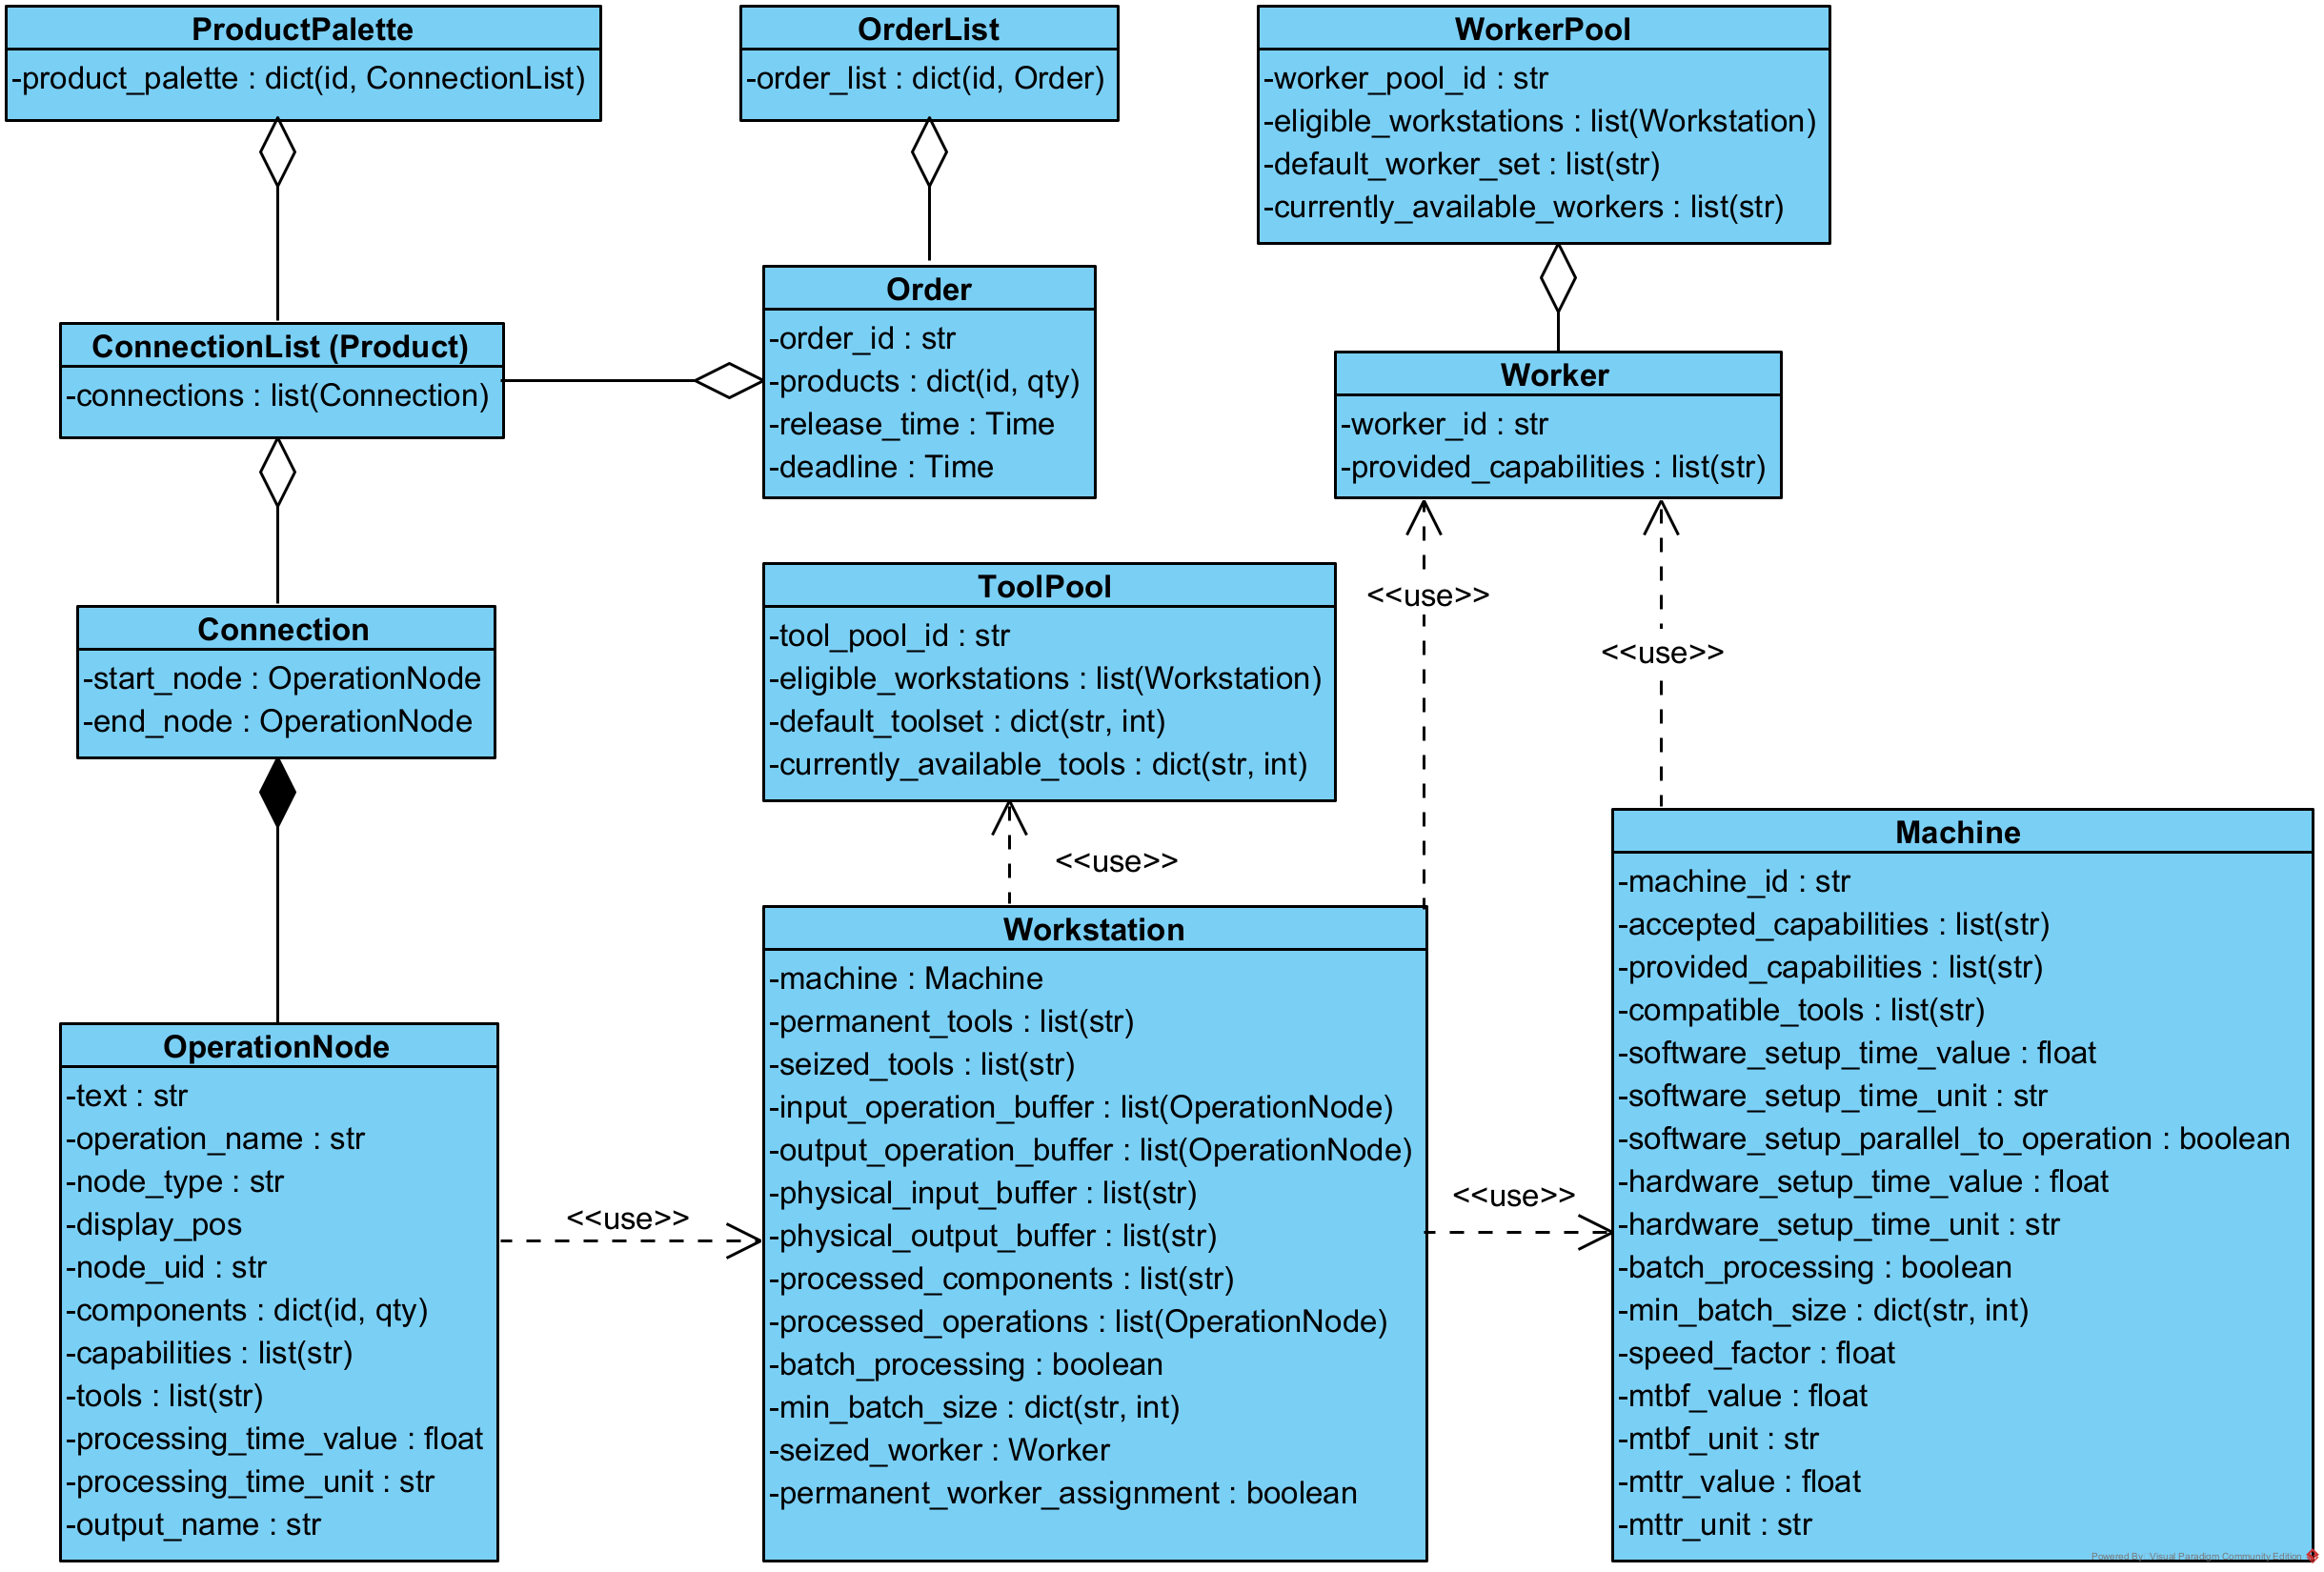 ProductPalette
-product_palette : dict(id, ConnectionList)
OrderList
-order_list : dict(id, Order)
WorkerPool
-worker_pool_id : str
-eligible_workstations : list(Workstation)
-default_worker_set : list(str)
-currently_available_workers : list(str)
ConnectionList (Product)
-connections : list(Connection)
Order
-order_id : str
-products : dict(id, qty)
-release_time : Time
-deadline : Time
Worker
-worker_id : str
-provided_capabilities : list(str)
Connection
-start_node : OperationNode
-end_node : OperationNode
ToolPool
-tool_pool_id : str
-eligible_workstations : list(Workstation)
-default_toolset : dict(str, int)
-currently_available_tools : dict(str, int)
<<use>>
<<use>>
<<use>>
OperationNode
-text : str
-operation_name : str
-node_type : str
-display_pos
-node_uid : str
-components : dict(id, qty)
-capabilities : list(str)
-tools : list(str)
-processing_time_value : float
-processing_time_unit : str
-output_name : str
<<use>>
Workstation
-machine : Machine
-permanent_tools : list(str)
-seized_tools : list(str)
-input_operation_buffer : list(OperationNode)
-output_operation_buffer : list(OperationNode)
-physical_input_buffer : list(str)
-physical_output_buffer : list(str)
-processed_components : list(str)
-processed_operations : list(OperationNode)
-batch_processing : boolean
-min_batch_size : dict(str, int)
-seized_worker : Worker
-permanent_worker_assignment : boolean
<<use>>
Machine
-machine_id : str
-accepted_capabilities : list(str)
-provided_capabilities : list(str)
-compatible_tools : list(str)
-software_setup_time_value : float
-software_setup_time_unit : str
-software_setup_parallel_to_operation : boolean
-hardware_setup_time_value : float
-hardware_setup_time_unit : str
-batch_processing : boolean
-min_batch_size : dict(str, int)
-speed_factor : float
-mtbf_value : float
-mtbf_unit : str
-mttr_value : float
-mttr_unit : str
Powered By: Visual Paradigm Community Edition